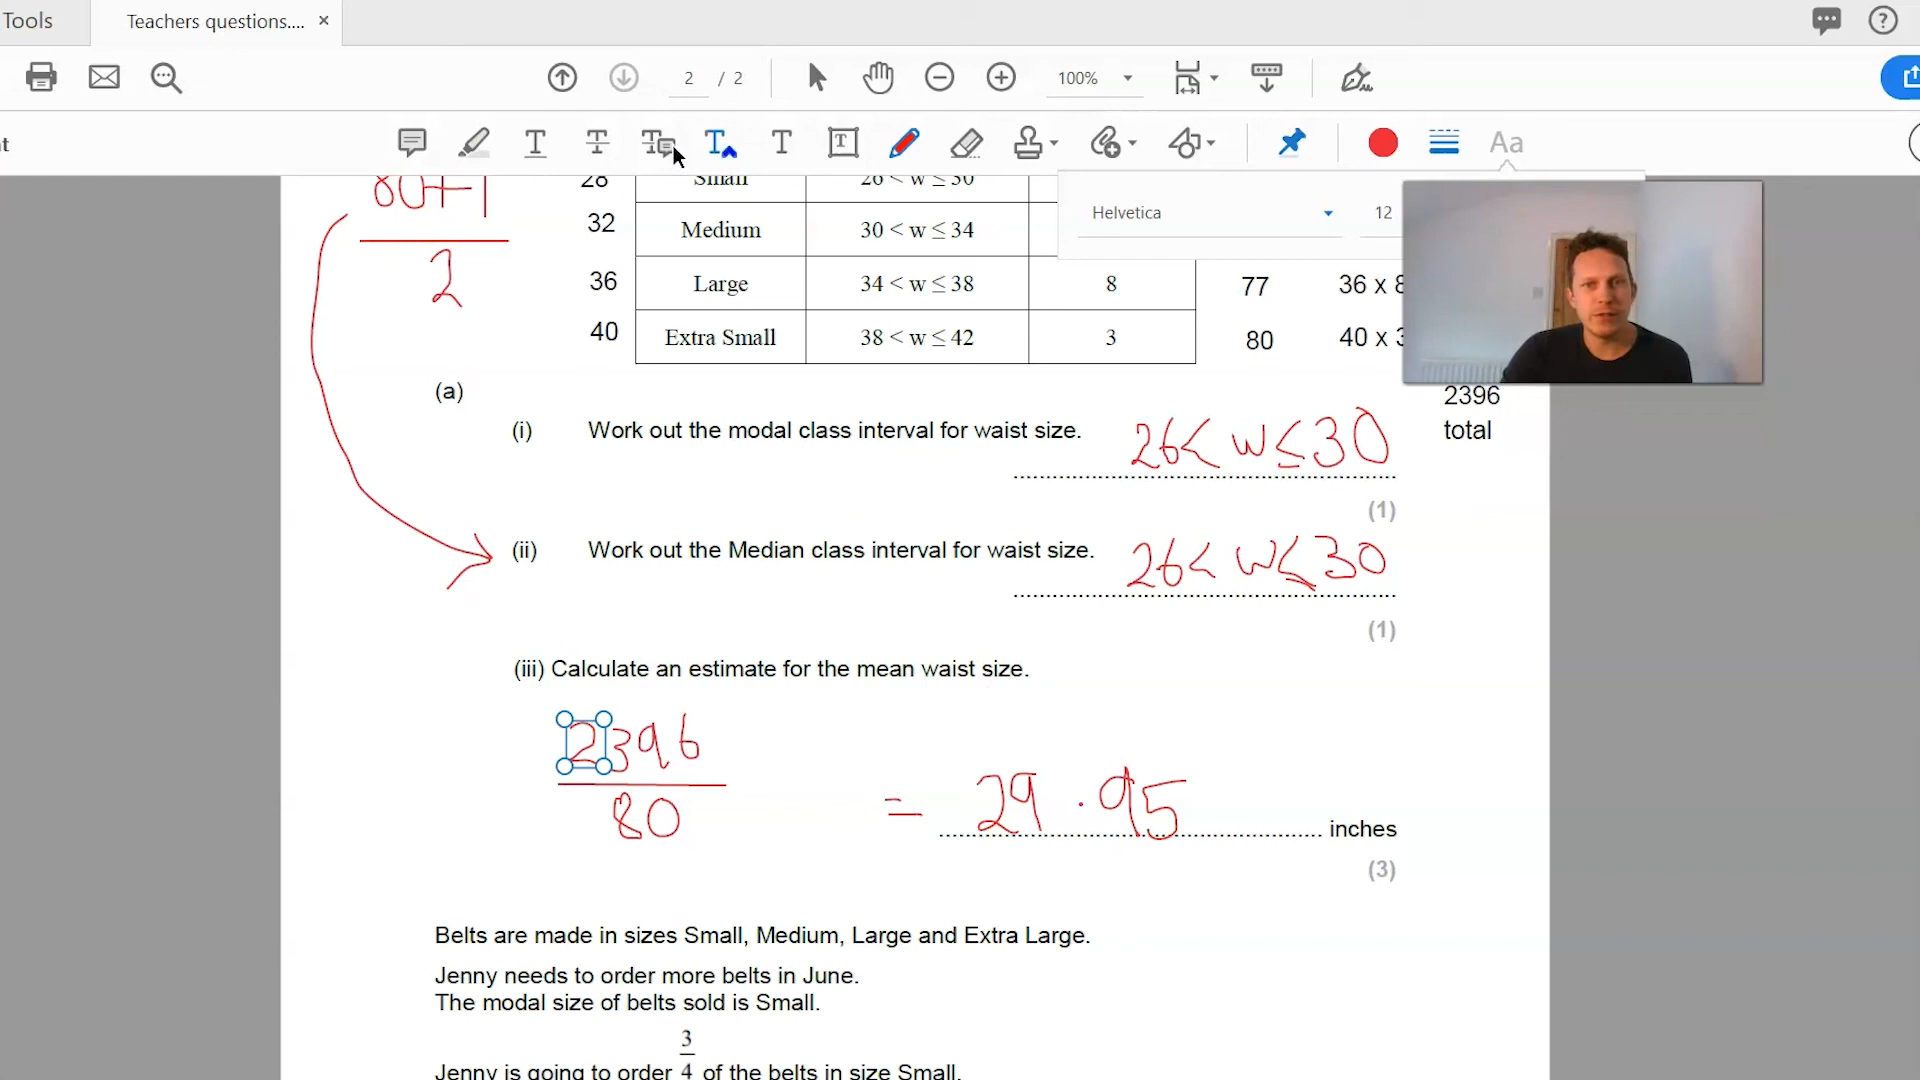 Tools
Teachers questions.... ×
2 / 2
100%
T T T T T T
Aa
t
Helvetica
12
80+1
2
28 Small 26 < w ≤ 30
32 Medium 30 < w ≤ 34
36 Large 34 < w ≤ 38 8 77 36 x 8
40 Extra Small 38 < w ≤ 42 3 80 40 x 3
2396
total
(a)
(i) Work out the modal class interval for waist size. 26 < w ≤ 30
(1)
(ii) Work out the Median class interval for waist size. 26 < w ≤ 30
(1)
(iii) Calculate an estimate for the mean waist size.
2396
80
= 29.95 inches
(3)
Belts are made in sizes Small, Medium, Large and Extra Large.
Jenny needs to order more belts in June.
The modal size of belts sold is Small.
Jenny is going to order 3/4 of the belts in size Small.